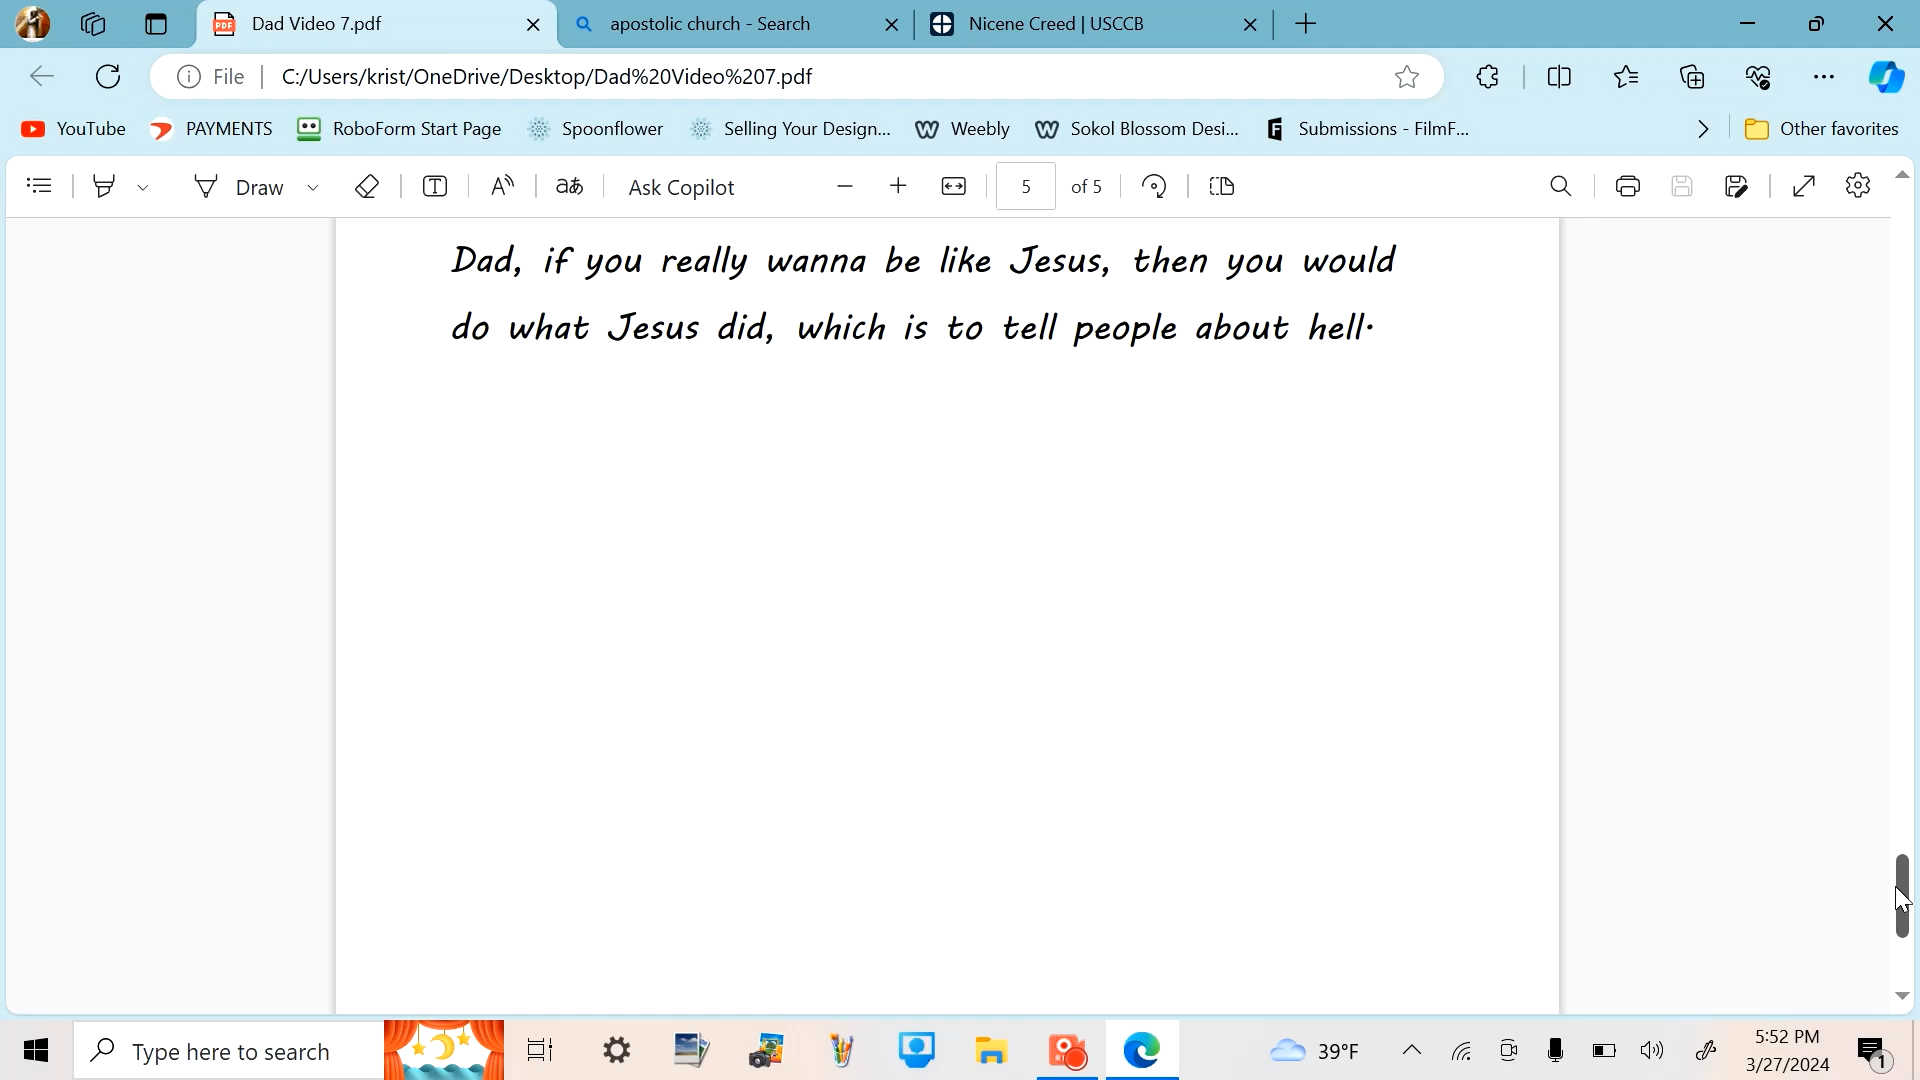 Dad Video 7.pdf
apostolic church - Search
Nicene Creed | USCCB
File
C:/Users/krist/OneDrive/Desktop/Dad%20Video%207.pdf
YouTube
PAYMENTS
RoboForm Start Page
Spoonflower
Selling Your Design...
Weebly
Sokol Blossom Desi...
Submissions - FilmF...
Other favorites
Draw
Ask Copilot
5
of 5
Dad, if you really wanna be like Jesus, then you would
do what Jesus did, which is to tell people about hell.
Type here to search
39°F
5:52 PM
3/27/2024
1